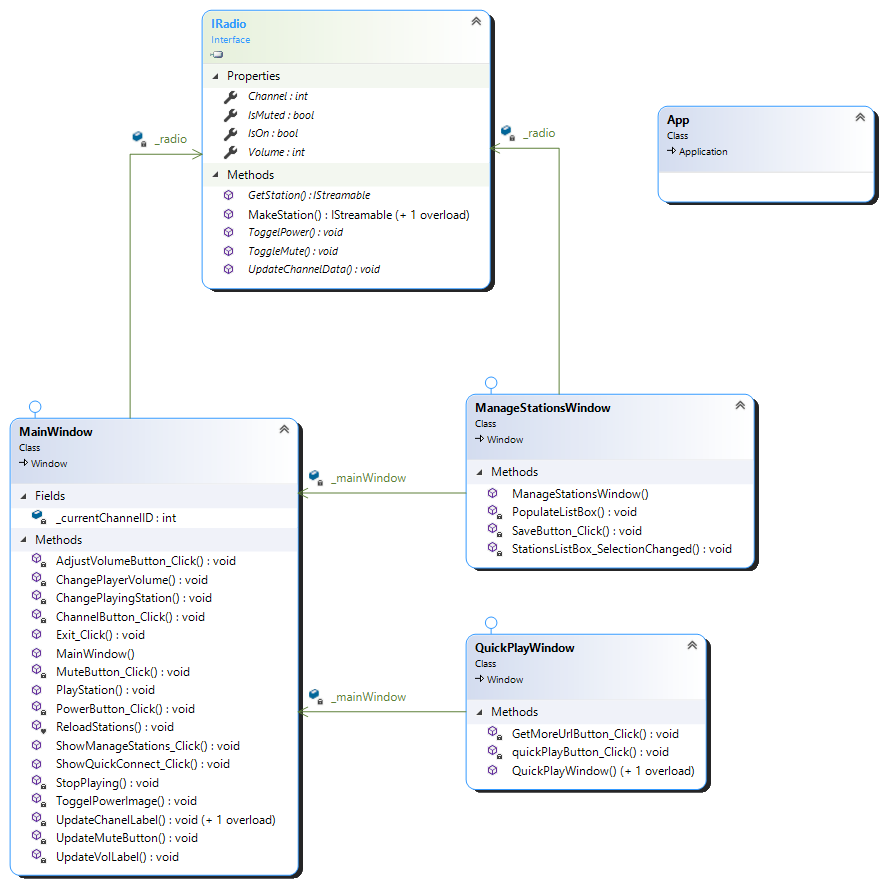 IRadio
Interface
Properties
Channel : int
IsMuted : bool
IsOn : bool
Volume : int
Methods
GetStation() : IStreamable
MakeStation() : IStreamable (+ 1 overload)
ToggelPower() : void
ToggleMute() : void
UpdateChannelData() : void
_radio
_radio
App
Class
Application
MainWindow
Class
Window
Fields
_currentChannelID : int
Methods
AdjustVolumeButton_Click() : void
ChangePlayerVolume() : void
ChangePlayingStation() : void
ChannelButton_Click() : void
Exit_Click() : void
MainWindow()
MuteButton_Click() : void
PlayStation() : void
PowerButton_Click() : void
ReloadStations() : void
ShowManageStations_Click() : void
ShowQuickConnect_Click() : void
StopPlaying() : void
ToggelPowerImage() : void
UpdateChanelLabel() : void (+ 1 overload)
UpdateMuteButton() : void
UpdateVolLabel() : void
_mainWindow
ManageStationsWindow
Class
Window
Methods
ManageStationsWindow()
PopulateListBox() : void
SaveButton_Click() : void
StationsListBox_SelectionChanged() : void
_mainWindow
QuickPlayWindow
Class
Window
Methods
GetMoreUrlButton_Click() : void
quickPlayButton_Click() : void
QuickPlayWindow() (+ 1 overload)